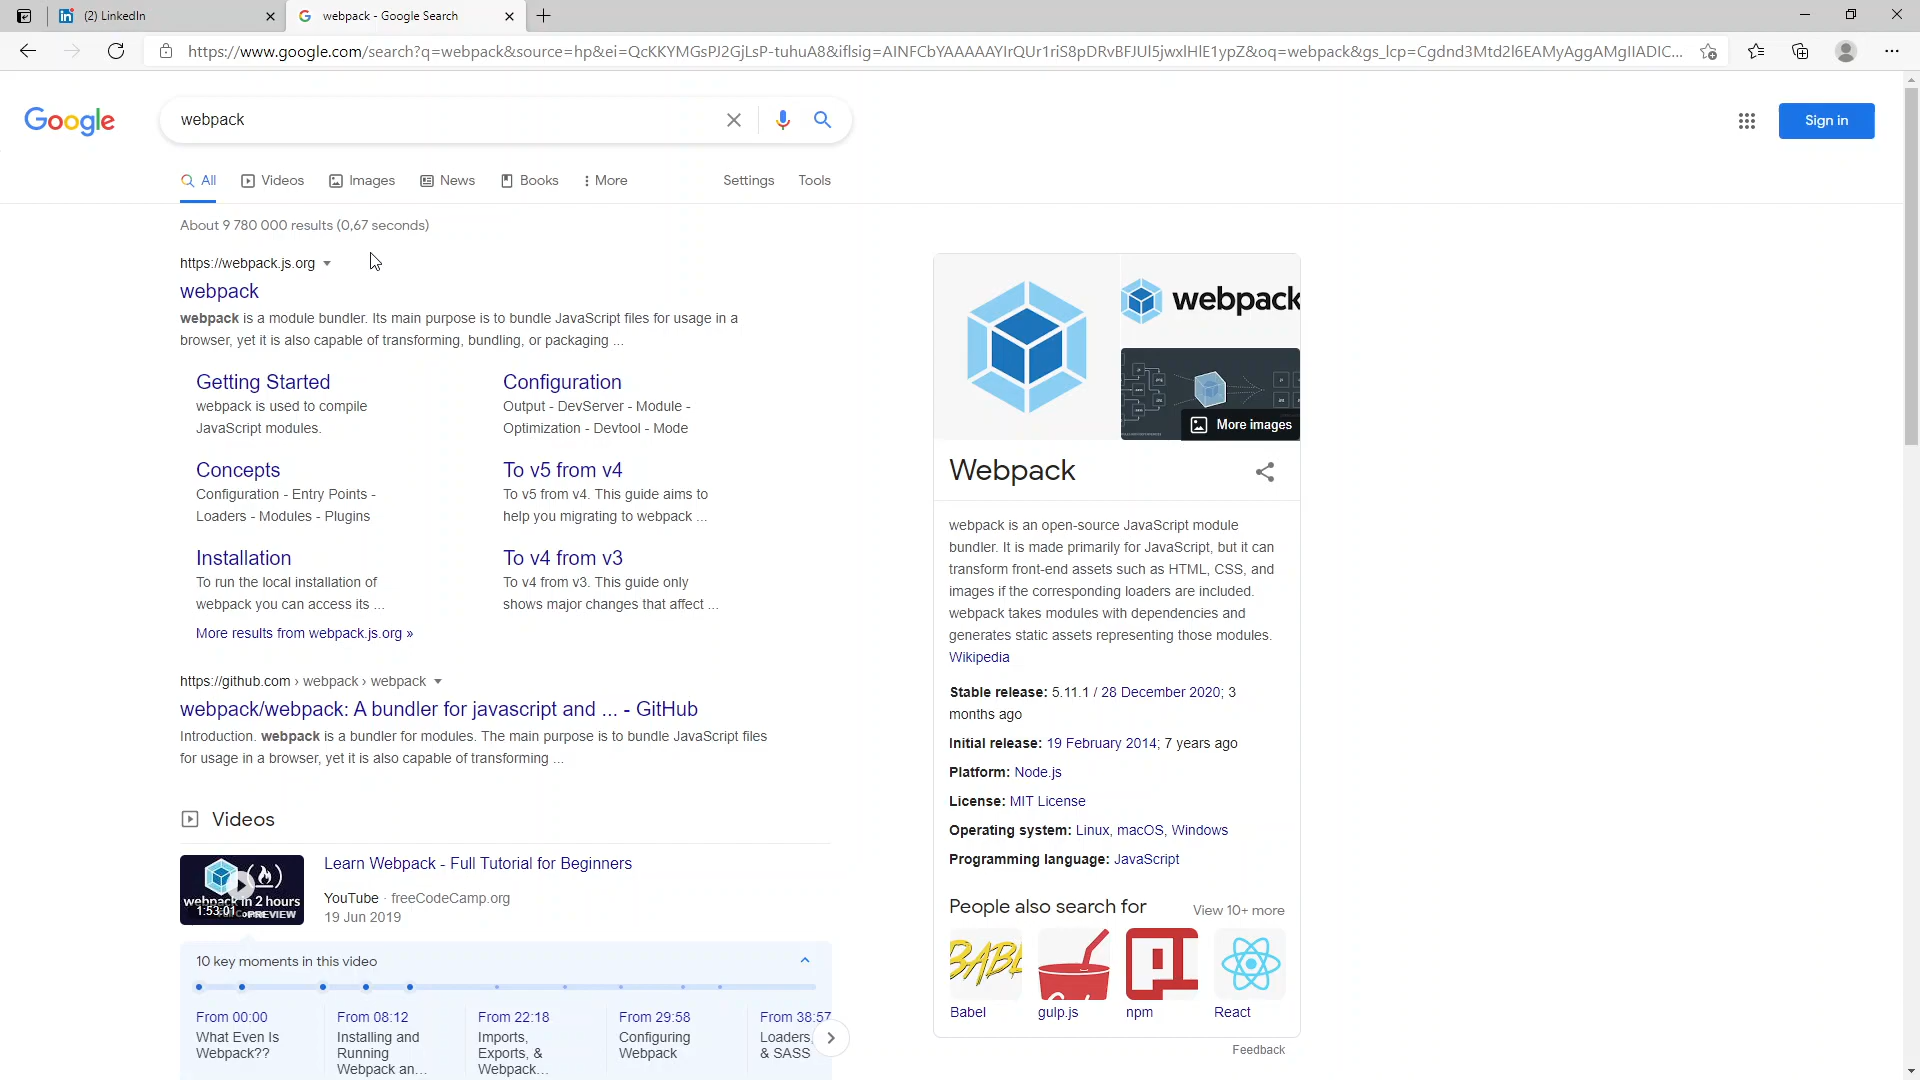 (2) LinkedIn
webpack - Google Search
https://www.google.com/search?q=webpack&source=hp&ei=QcKKYMGsPJ2GjLsP-tuhuA8&iflsig=AINFCbYAAAAAYIrQUr1riS8pDRvBFJUl5jwxlHlE1ypZ&oq=webpack&gs_lcp=Cgdnd3Mtd2l6EAMyAggAMgIIADIC...
Google
webpack
Sign in
All
Videos
Images
News
Books
More
Settings
Tools
About 9 780 000 results (0,67 seconds)
https://webpack.js.org
webpack
webpack is a module bundler. Its main purpose is to bundle JavaScript files for usage in a
browser, yet it is also capable of transforming, bundling, or packaging ...
Getting Started
webpack is used to compile
JavaScript modules.
Configuration
Output - DevServer - Module -
Optimization - Devtool - Mode
Concepts
Configuration - Entry Points -
Loaders - Modules - Plugins
To v5 from v4
To v5 from v4. This guide aims to
help you migrating to webpack ...
Installation
To run the local installation of
webpack you can access its ...
To v4 from v3
To v4 from v3. This guide only
shows major changes that affect ...
More results from webpack.js.org »
https://github.com › webpack › webpack
webpack/webpack: A bundler for javascript and ... - GitHub
Introduction. webpack is a bundler for modules. The main purpose is to bundle JavaScript files
for usage in a browser, yet it is also capable of transforming ...
Videos
webpack in 2 hours
1:53:01
PREVIEW
Learn Webpack - Full Tutorial for Beginners
YouTube · freeCodeCamp.org
19 Jun 2019
10 key moments in this video
From 00:00
What Even Is
Webpack??
From 08:12
Installing and
Running
Webpack an...
From 22:18
Imports,
Exports, &
Webpack...
From 29:58
Configuring
Webpack
From 38:57
Loaders,
& SASS
webpack
More images
Webpack
webpack is an open-source JavaScript module
bundler. It is made primarily for JavaScript, but it can
transform front-end assets such as HTML, CSS, and
images if the corresponding loaders are included.
webpack takes modules with dependencies and
generates static assets representing those modules.
Wikipedia
Stable release: 5.11.1 / 28 December 2020; 3
months ago
Initial release: 19 February 2014; 7 years ago
Platform: Node.js
License: MIT License
Operating system: Linux, macOS, Windows
Programming language: JavaScript
People also search for
View 10+ more
BABE
Babel
gulp.js
npm
React
Feedback